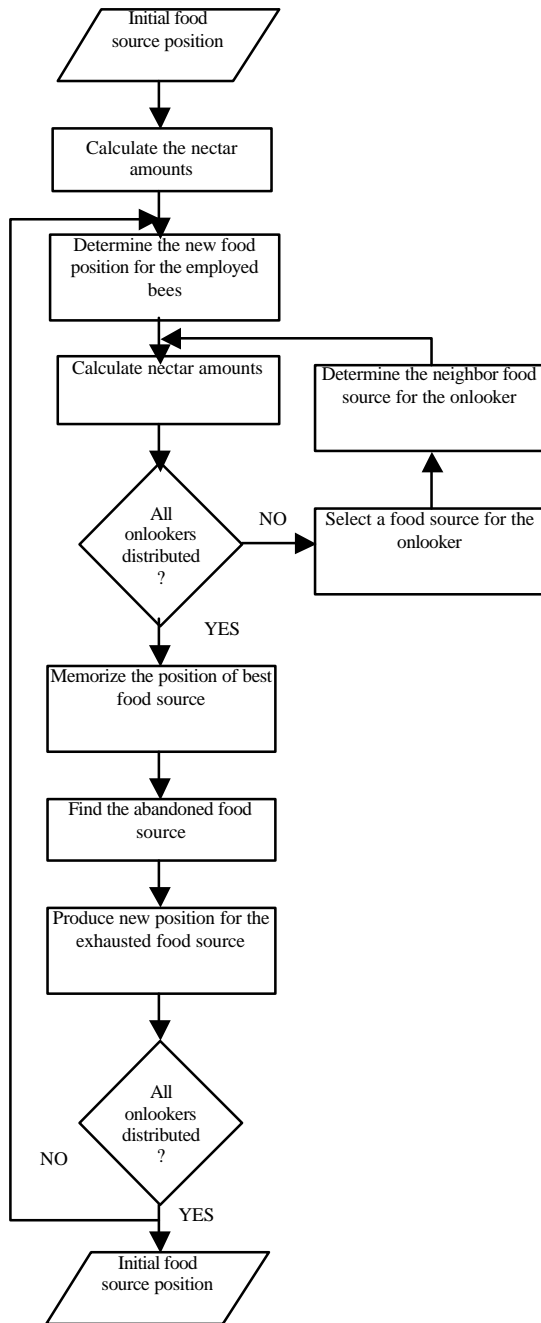 Initial food
source position
Calculate the nectar
amounts
Determine the new food
position for the employed
bees
Calculate nectar amounts
Determine the neighbor food
source for the onlooker
All
onlookers
distributed
?
NO
Select a food source for the
onlooker
YES
Memorize the position of best
food source
Find the abandoned food
source
Produce new position for the
exhausted food source
All
onlookers
distributed
?
NO
YES
Initial food
source position